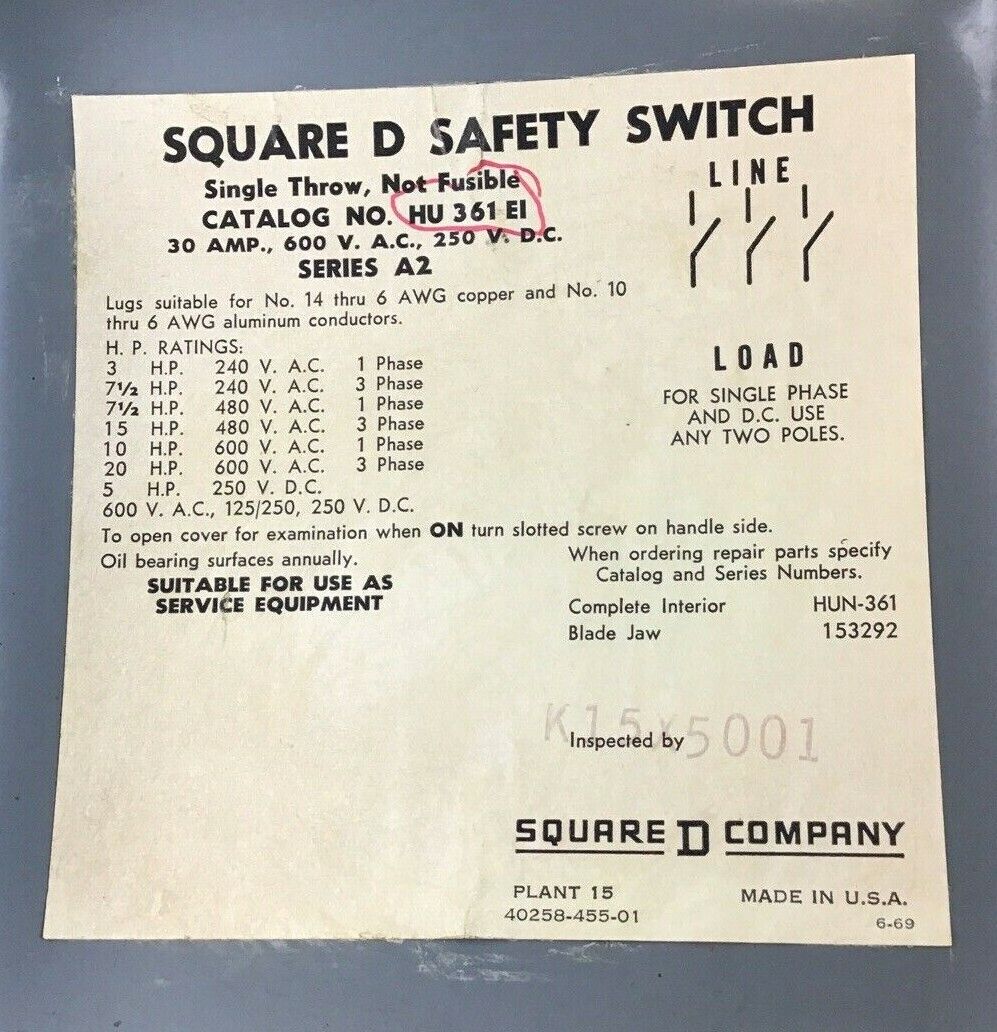 SQUARE D SAFETY SWITCH
Single Throw, Not Fusible
CATALOG NO. HU 361 EI
30 AMP., 600 V. A.C., 250 V. D.C.
SERIES A2
LINE
Lugs suitable for No. 14 thru 6 AWG copper and No. 10
thru 6 AWG aluminum conductors.
H. P. RATINGS:
3 H.P. 240 V. A.C. 1 Phase
7½ H.P. 240 V. A.C. 3 Phase
7½ H.P. 480 V. A.C. 1 Phase
15 H.P. 480 V. A.C. 3 Phase
10 H.P. 600 V. A.C. 1 Phase
20 H.P. 600 V. A.C. 3 Phase
5 H.P. 250 V. D.C.
600 V. A.C., 125/250, 250 V. D.C.
LOAD
FOR SINGLE PHASE
AND D.C. USE
ANY TWO POLES.
To open cover for examination when ON turn slotted screw on handle side.
Oil bearing surfaces annually.
SUITABLE FOR USE AS
SERVICE EQUIPMENT
When ordering repair parts specify
Catalog and Series Numbers.
Complete Interior HUN-361
Blade Jaw 153292
K15X5001
Inspected by
SQUARE D COMPANY
PLANT 15
40258-455-01
MADE IN U.S.A.
6-69